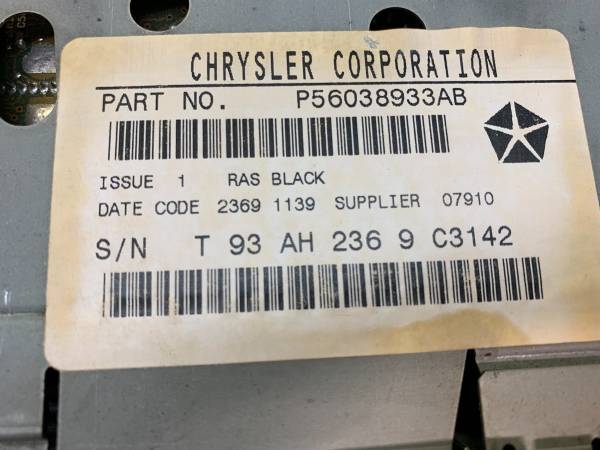 CHRYSLER CORPORATION
PART NO. P56038933AB
ISSUE 1 RAS BLACK
DATE CODE 2369 1139 SUPPLIER 07910
S/N T 93 AH 236 9 C3142